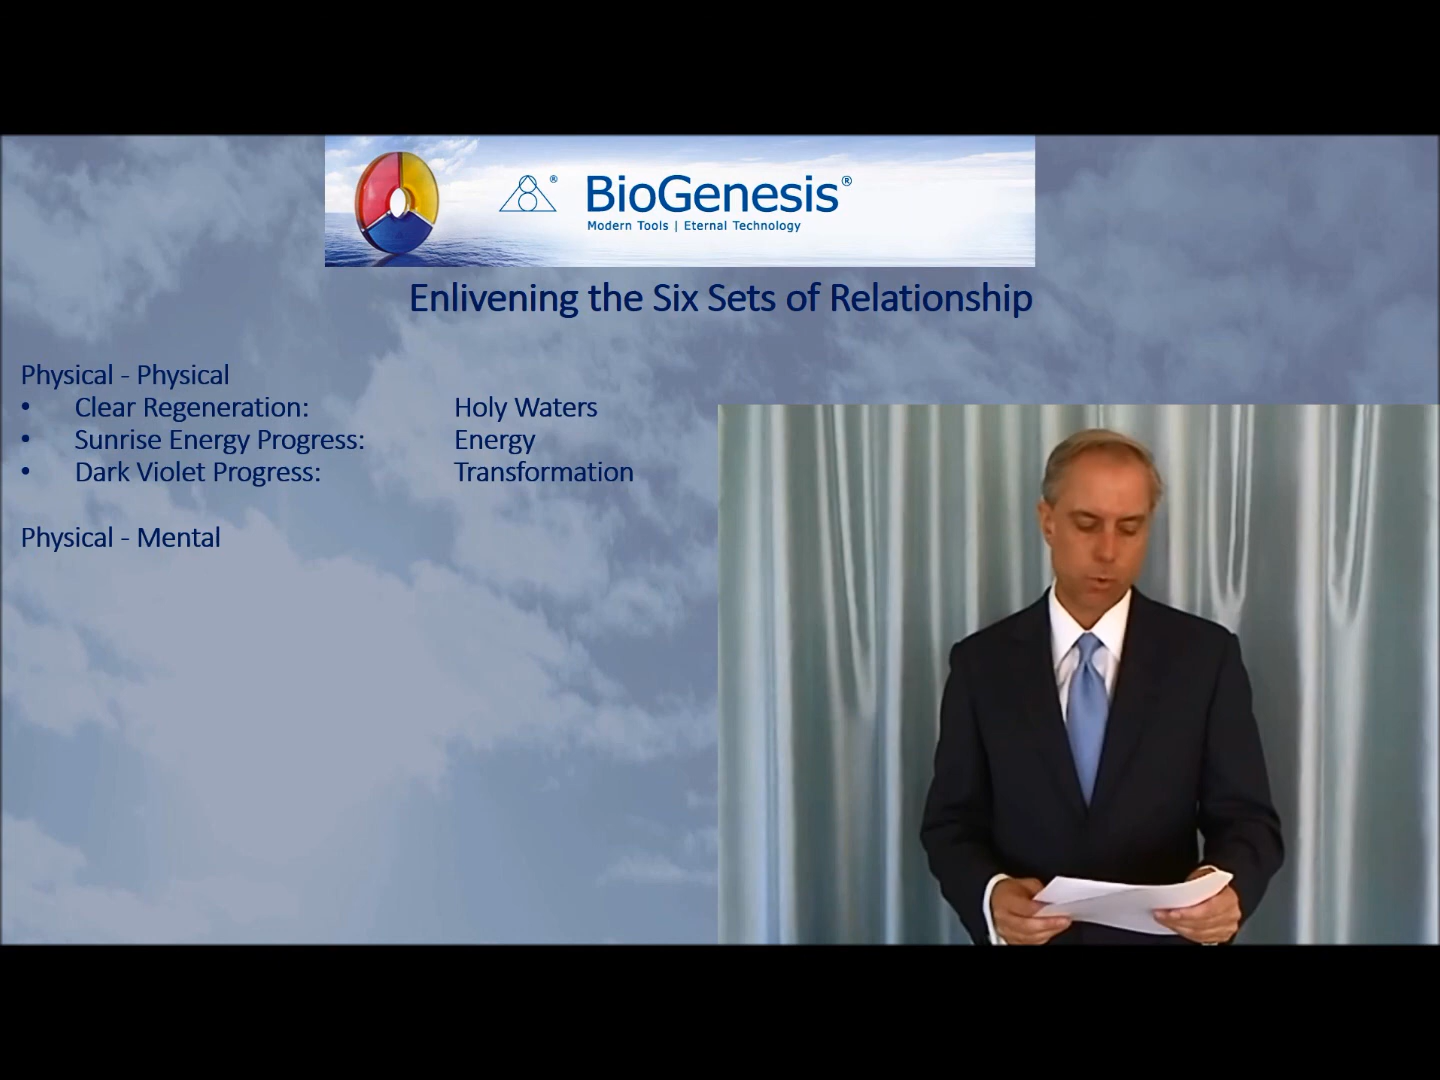 BioGenesis®
®
Modern Tools | Eternal Technology
Enlivening the Six Sets of Relationship
Physical - Physical
• Clear Regeneration: Holy Waters
• Sunrise Energy Progress: Energy
• Dark Violet Progress: Transformation
Physical - Mental